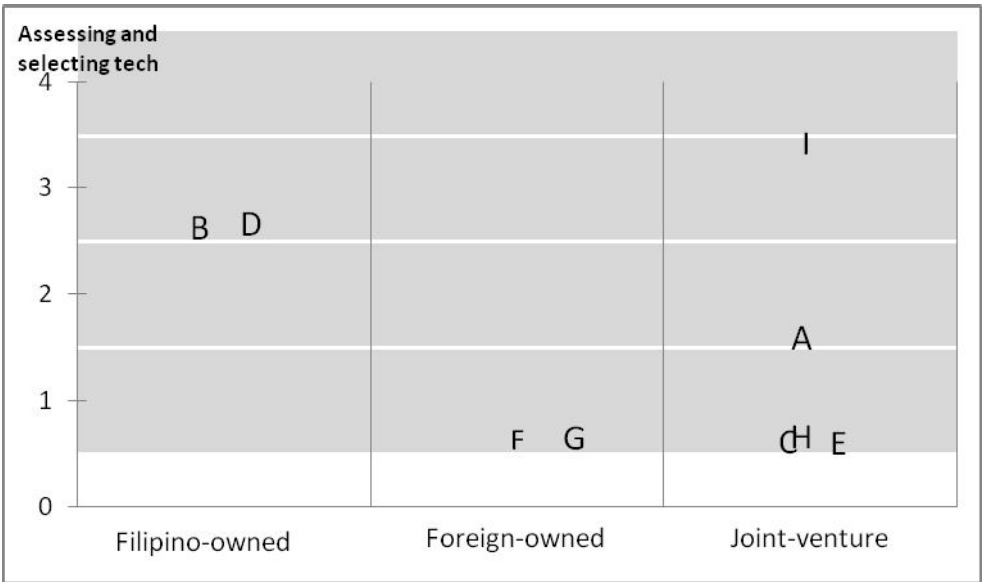 Assessing and
selecting tech
4
I
3
B D
2
A
1
F G C H E
0
Filipino-owned Foreign-owned Joint-venture